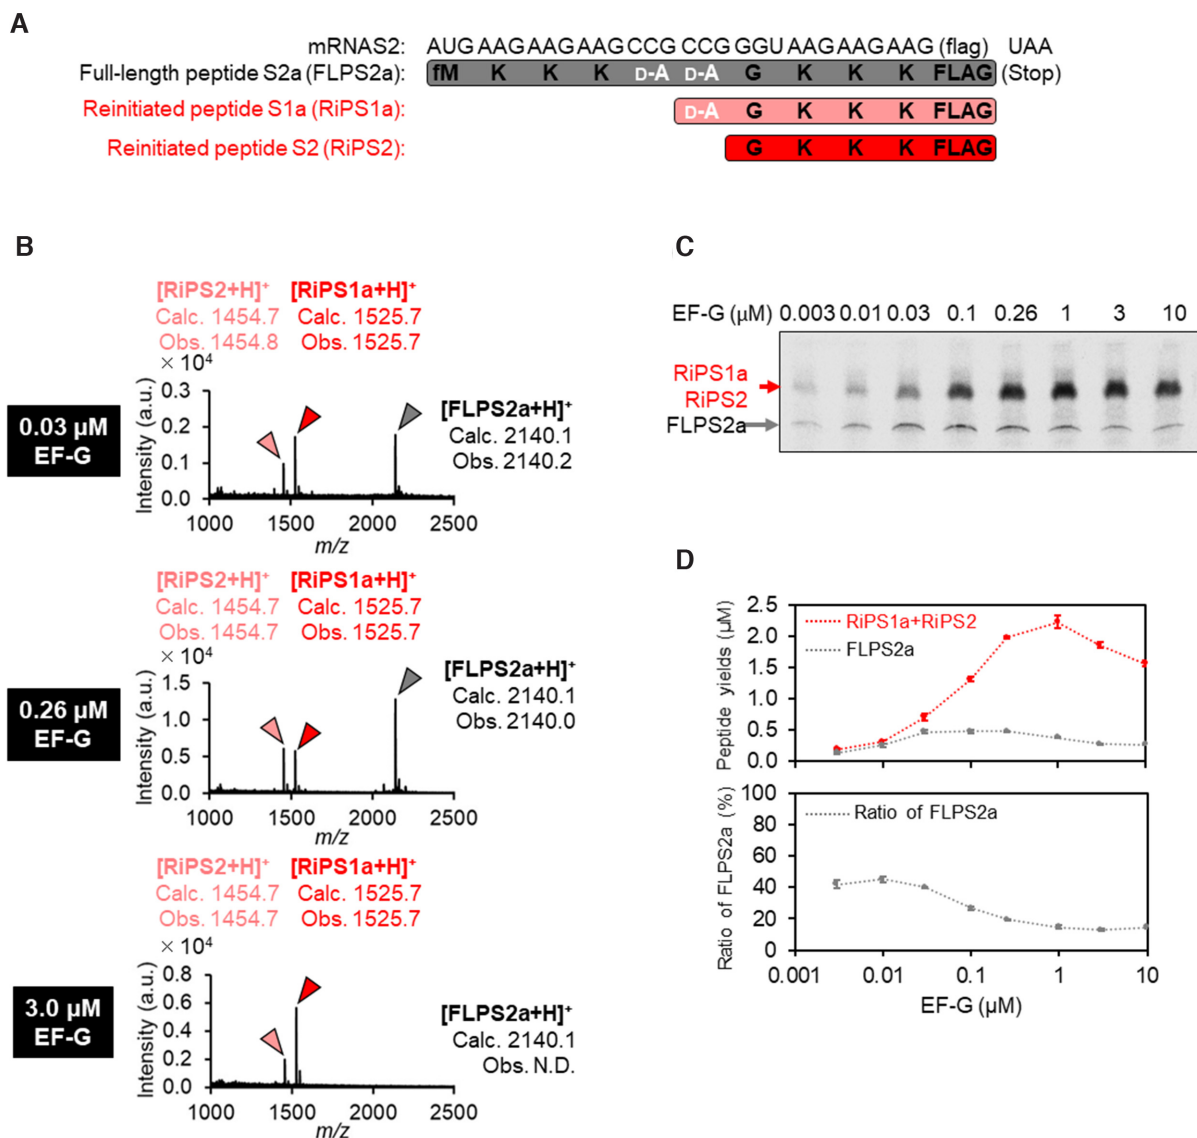 A
mRNAS2: AUG AAGAAGAAG CCG CCG GGU AAGAAGAAG (flag) UAA
Full-length peptide S2a (FLPS2a): fM K K K D-A D-A G K K K FLAG (Stop)
Reinitiated peptide S1a (RiPS1a): D-A G K K K FLAG
Reinitiated peptide S2 (RiPS2): G K K K FLAG
B
[RiPS2+H]+ [RiPS1a+H]+
Calc. 1454.7 Calc. 1525.7
Obs. 1454.8 Obs. 1525.7
× 10^4
0.03 µM
EF-G
Intensity (a.u.)
0.3
0.2
0.1
0.0
[FLPS2a+H]+
Calc. 2140.1
Obs. 2140.2
1000 1500 2000 2500
m/z
[RiPS2+H]+ [RiPS1a+H]+
Calc. 1454.7 Calc. 1525.7
Obs. 1454.7 Obs. 1525.7
× 10^4
0.26 µM
EF-G
Intensity (a.u.)
1.5
1.0
0.5
0.0
[FLPS2a+H]+
Calc. 2140.1
Obs. 2140.0
1000 1500 2000 2500
m/z
[RiPS2+H]+ [RiPS1a+H]+
Calc. 1454.7 Calc. 1525.7
Obs. 1454.7 Obs. 1525.7
× 10^4
3.0 µM
EF-G
Intensity (a.u.)
0.8
0.6
0.4
0.2
0.0
[FLPS2a+H]+
Calc. 2140.1
Obs. N.D.
1000 1500 2000 2500
m/z
C
EF-G (µM) 0.003 0.01 0.03 0.1 0.26 1 3 10
RiPS1a
RiPS2
FLPS2a
D
Peptide yields (µM)
2.5
2.0
1.5
1.0
0.5
0.0
RiPS1a+RiPS2
FLPS2a
Ratio of FLPS2a (%)
100
80
60
40
20
0
Ratio of FLPS2a
0.001 0.01 0.1 1 10
EF-G (µM)